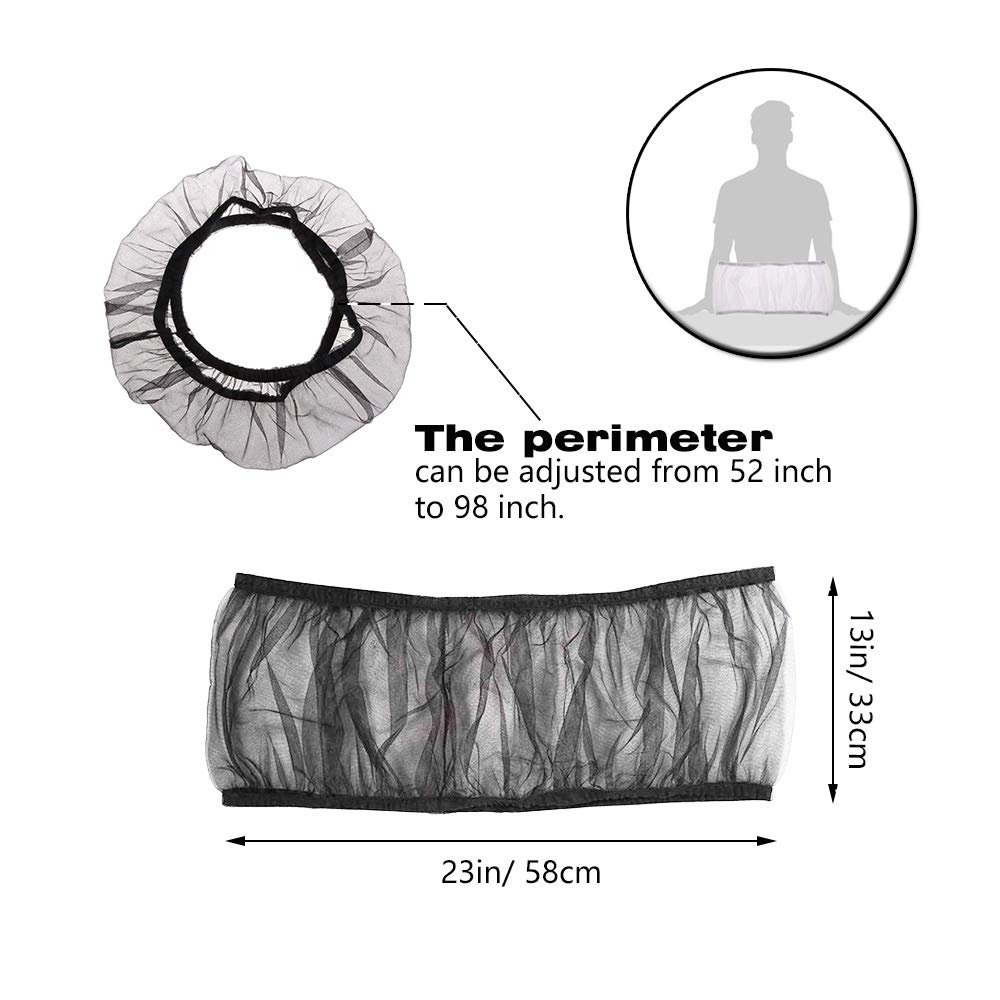 The perimeter
can be adjusted from 52 inch
to 98 inch.
13in/ 33cm
23in/ 58cm